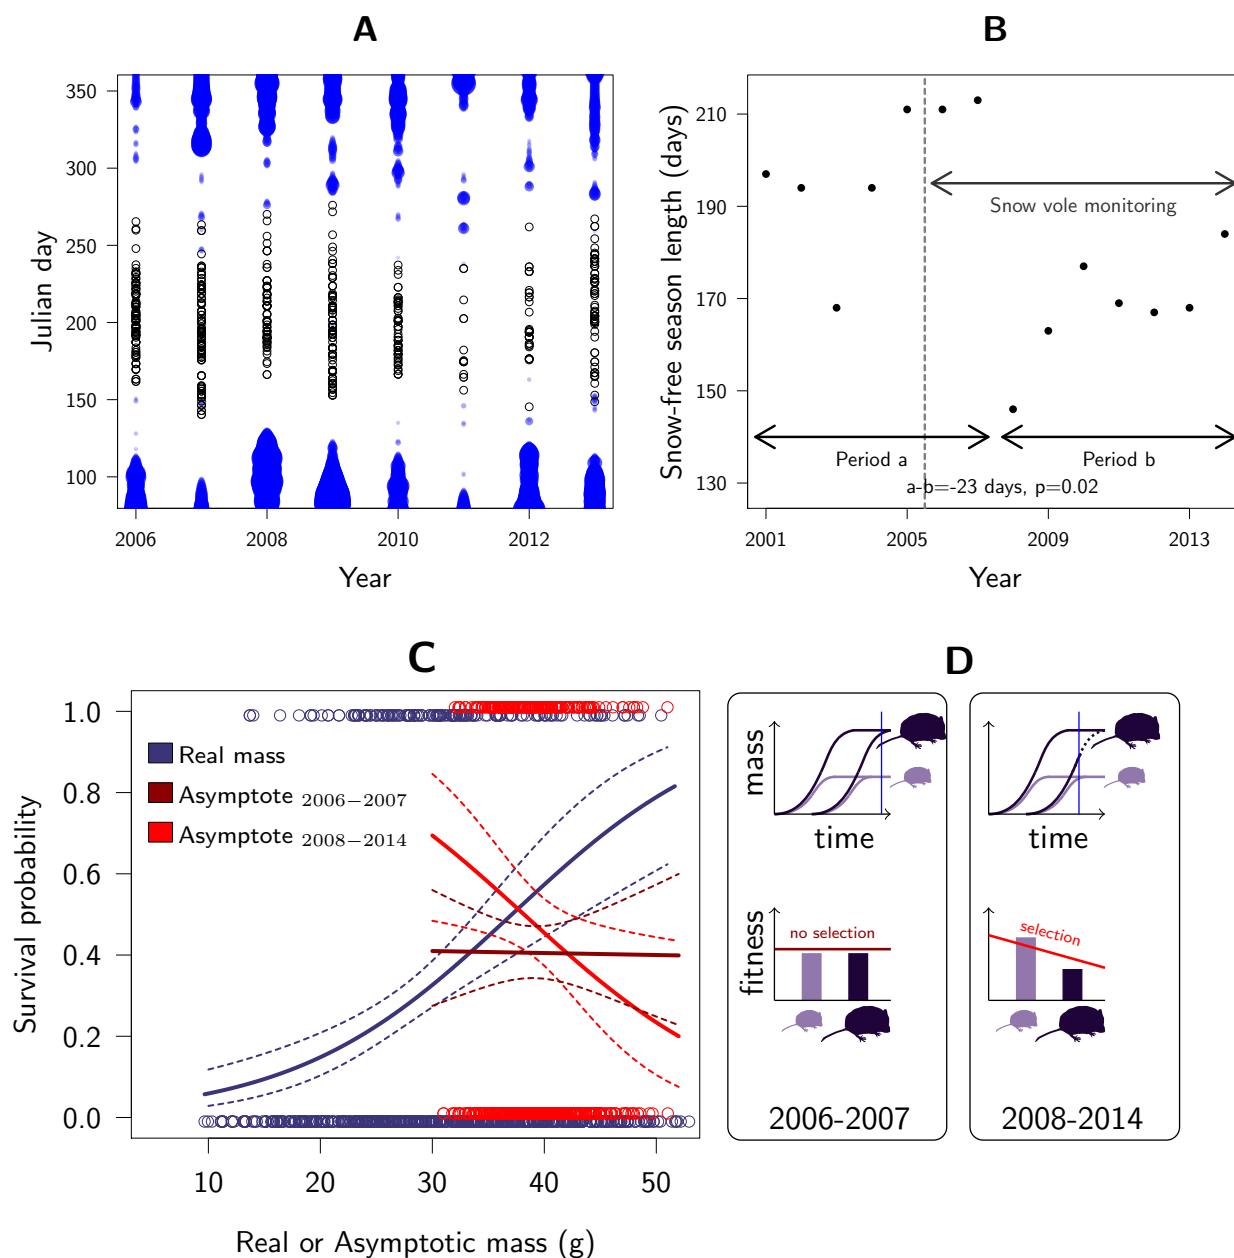 A
350
300
250
200
150
100
Julian day
2006
2008
2010
2012
Year
B
210
190
170
150
130
Snow-free season length (days)
Snow vole monitoring
Period a
Period b
a-b=-23 days, p=0.02
2001
2005
2009
2013
Year
C
1.0
0.8
0.6
0.4
0.2
0.0
Survival probability
Real mass
Asymptote 2006−2007
Asymptote 2008−2014
10
20
30
40
50
Real or Asymptotic mass (g)
D
mass
time
fitness
no selection
2006-2007
time
selection
2008-2014